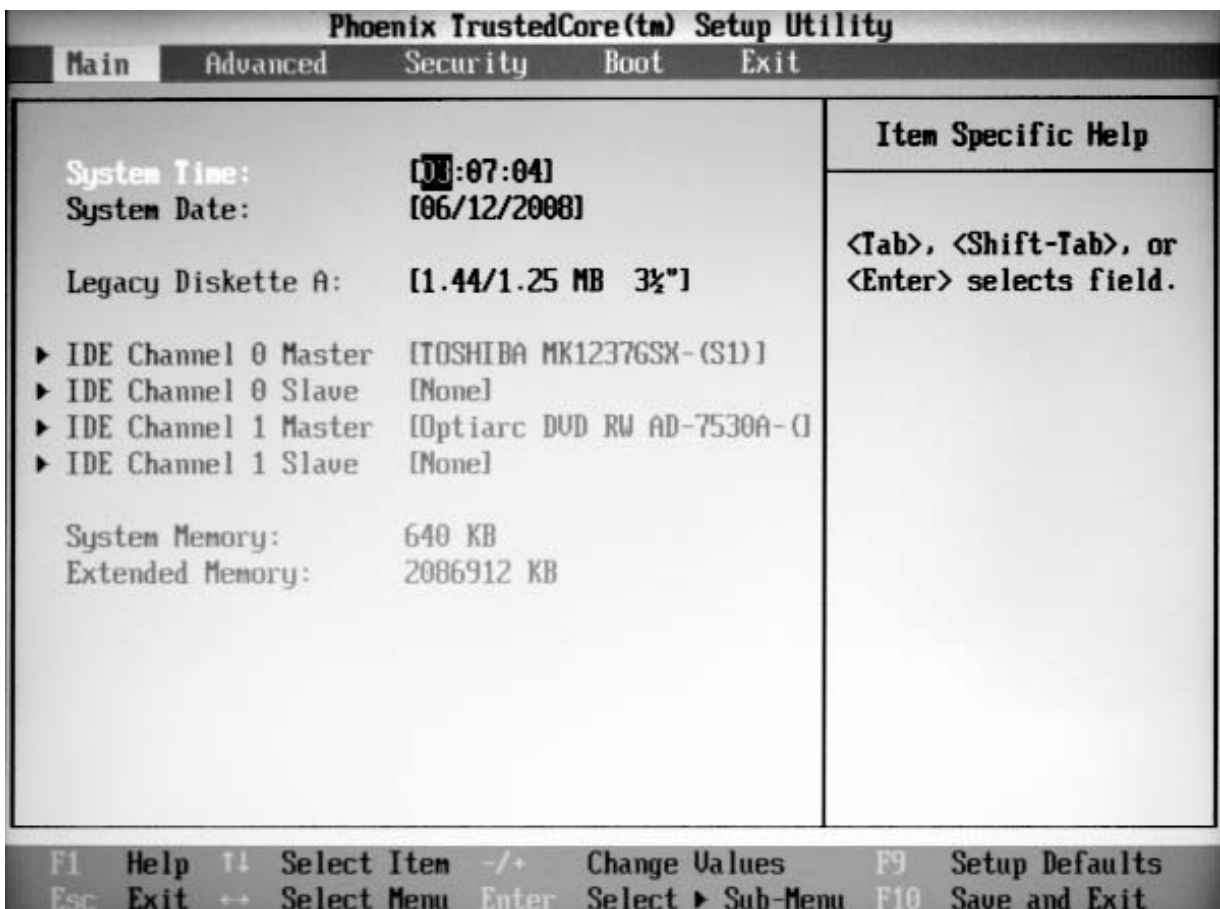 Phoenix TrustedCore(tm) Setup Utility
Main Advanced Security Boot Exit
Item Specific Help
System Time: [03:07:04]
System Date: [06/12/2008]
<Tab>, <Shift-Tab>, or
<Enter> selects field.
Legacy Diskette A: [1.44/1.25 MB 3½"]
▶ IDE Channel 0 Master [TOSHIBA MK1237GSX-(S1)]
▶ IDE Channel 0 Slave [None]
▶ IDE Channel 1 Master [Optiarc DVD RW AD-7530A-(]
▶ IDE Channel 1 Slave [None]
System Memory: 640 KB
Extended Memory: 2086912 KB
F1 Help ↑↓ Select Item -/+ Change Values F9 Setup Defaults
Esc Exit ↔ Select Menu Enter Select ▶ Sub-Menu F10 Save and Exit